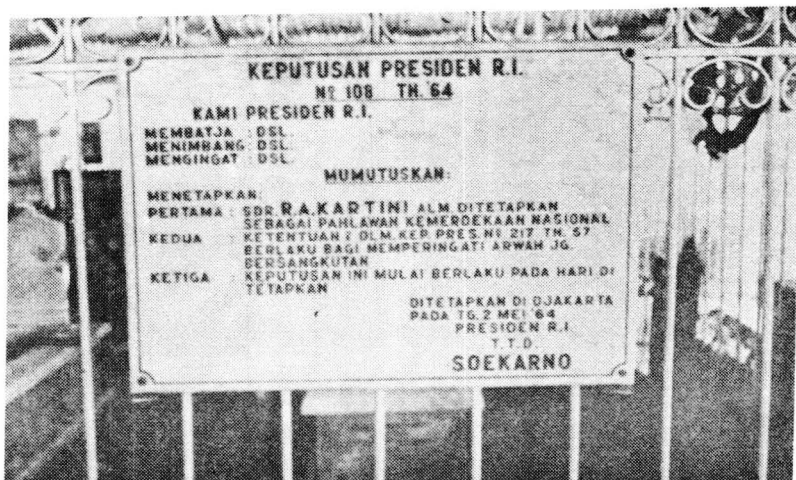 KEPUTUSAN PRESIDEN R.I.
Nº 108 TH.'64
KAMI PRESIDEN R.I.
MEMBATJA : DSL.
MENIMBANG : DSL.
MENGINGAT : DSL.
MUMUTUSKAN:
MENETAPKAN:
PERTAMA : SDR. R.A.KARTINI ALM. DITETAPKAN
SEBAGAI PAHLAWAN KEMERDEKAAN NASIONAL
KEDUA : KETENTUAN2 DLM. KEP. PRES. Nº 217 TH. 57
BERLAKU BAGI MEMPERINGATI ARWAH JG.
BERSANGKUTAN
KETIGA : KEPUTUSAN INI MULAI BERLAKU PADA HARI DI
TETAPKAN
DITETAPKAN DI DJAKARTA
PADA TG. 2 MEI '64
PRESIDEN R.I.
T.T.D.
SOEKARNO